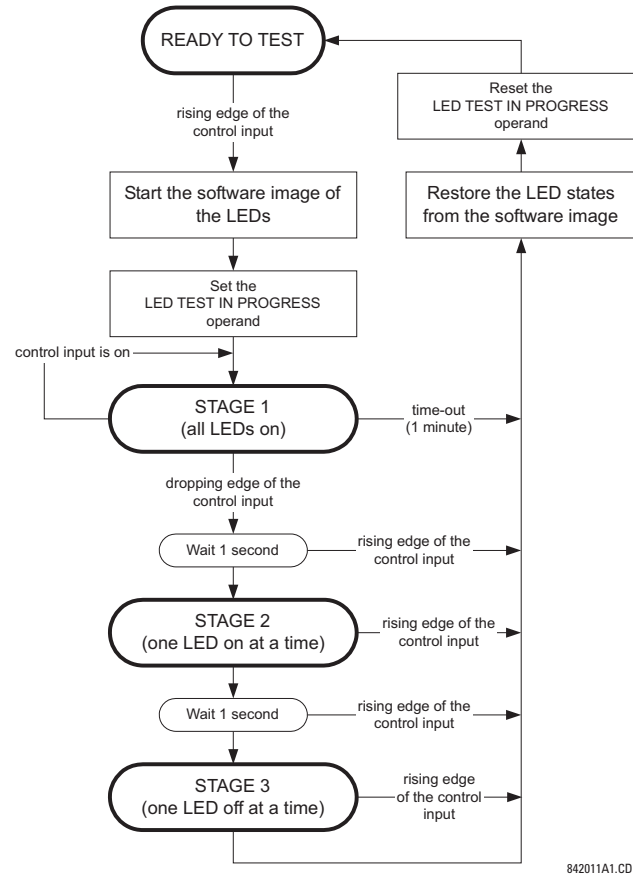 READY TO TEST
rising edge of the
control input
Start the software image of
the LEDs
Set the
LED TEST IN PROGRESS
operand
control input is on
STAGE 1
(all LEDs on)
time-out
(1 minute)
dropping edge of the
control input
Wait 1 second
rising edge of the
control input
STAGE 2
(one LED on at a time)
rising edge of the
control input
Wait 1 second
rising edge of the
control input
STAGE 3
(one LED off at a time)
rising edge
of the control
input
Reset the
LED TEST IN PROGRESS
operand
Restore the LED states
from the software image
842011A1.CD